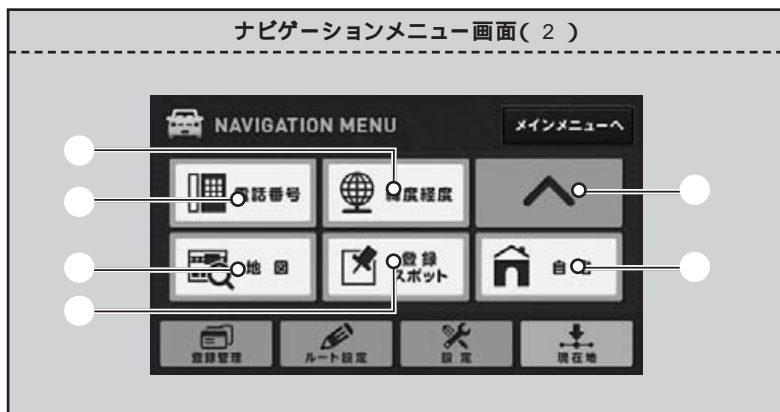 ナビゲーションメニュー画面( 2 )
NAVIGATION MENU
メインメニューへ
電話番号
緯度経度
地 図
登 録
スポット
自 宅
登録管理
ルート設定
設 定
現在地